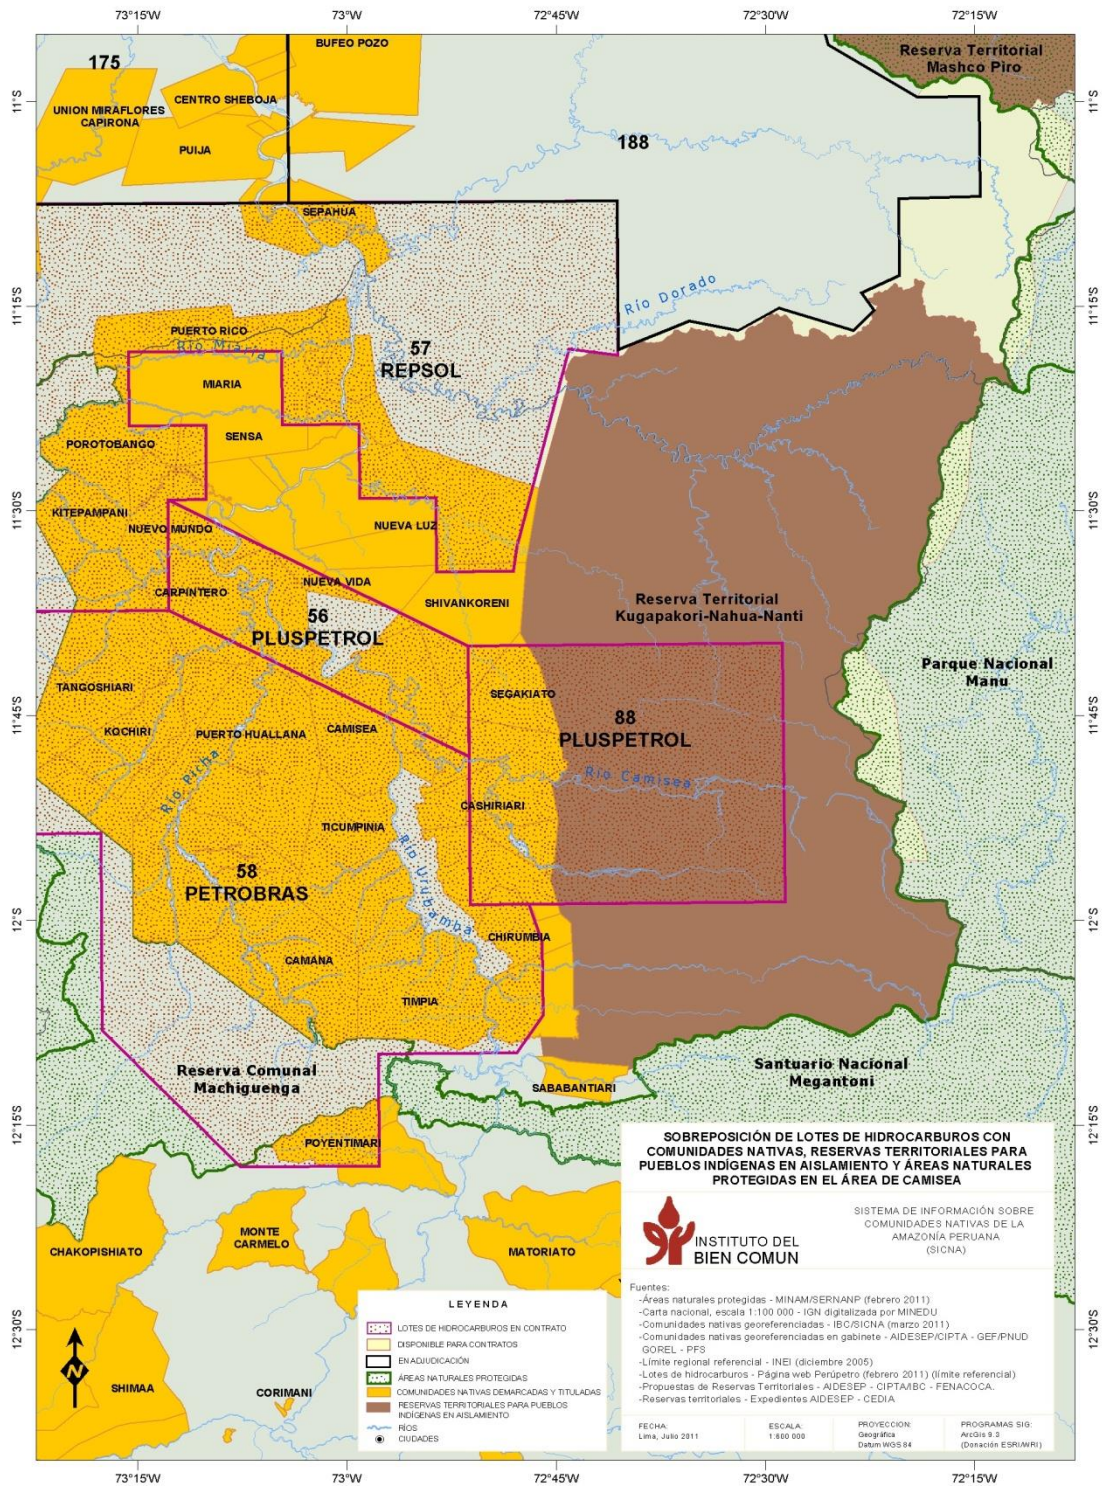 73°15'W
73°W
72°45'W
72°30'W
72°15'W
11°S
11°15'S
11°30'S
11°45'S
12°S
12°15'S
12°30'S
11°S
11°15'S
11°30'S
11°45'S
12°S
12°15'S
12°30'S
175
BUFEO POZO
Reserva Territorial
Mashco Piro
CENTRO SHEBOJA
UNION MIRAFLORES
CAPIRONA
PUIJA
188
SEPAHUA
Río Dorado
PUERTO RICO
Río Miaria
57
REPSOL
MIARIA
SENSA
POROTOBANGO
KITEPAMPANI
NUEVO MUNDO
NUEVA LUZ
NUEVA VIDA
CARPINTERO
SHIVANKORENI
56
PLUSPETROL
Reserva Territorial
Kugapakori-Nahua-Nanti
Parque Nacional
Manu
TANGOSHIARI
SEGAKIATO
KOCHIRI
PUERTO HUALLANA
CAMISEA
88
PLUSPETROL
Río Picha
Río Camisea
CASHIRIARI
TICUMPINIA
Río Urubamba
58
PETROBRAS
CHIRUMBIA
CAMANA
TIMPIA
Reserva Comunal
Machiguenga
Santuario Nacional
Megantoni
SABABANTIARI
POYENTIMARI
CHAKOPISHIATO
MONTE
CARMELO
MATORIATO
SHIMAA
CORIMANI
N
LEYENDA
LOTES DE HIDROCARBUROS EN CONTRATO
DISPONIBLE PARA CONTRATOS
EN ADJUDICACIÓN
ÁREAS NATURALES PROTEGIDAS
COMUNIDADES NATIVAS DEMARCADAS Y TITULADAS
RESERVAS TERRITORIALES PARA PUEBLOS
INDÍGENAS EN AISLAMIENTO
RÍOS
CIUDADES
SOBREPOSICIÓN DE LOTES DE HIDROCARBUROS CON
COMUNIDADES NATIVAS, RESERVAS TERRITORIALES PARA
PUEBLOS INDÍGENAS EN AISLAMIENTO Y ÁREAS NATURALES
PROTEGIDAS EN EL ÁREA DE CAMISEA
INSTITUTO DEL
BIEN COMUN
SISTEMA DE INFORMACIÓN SOBRE
COMUNIDADES NATIVAS DE LA
AMAZONÍA PERUANA
(SICNA)
Fuentes:
-Áreas naturales protegidas - MINAM/SERNANP (febrero 2011)
-Carta nacional, escala 1:100 000 - IGN digitalizada por MINEDU
-Comunidades nativas georeferenciadas - IBC/SICNA (marzo 2011)
-Comunidades nativas georeferenciadas en gabinete - AIDESEP/CIPTA - GEF/PNUD
GOREL - PFS
-Límite regional referencial - INEI (diciembre 2005)
-Lotes de hidrocarburos - Página web Perúpetro (febrero 2011) (límite referencial)
-Propuestas de Reservas Territoriales - AIDESEP - CIPTA/IBC - FENACOCA.
-Reservas territoriales - Expedientes AIDESEP - CEDIA
FECHA:
Lima, Julio 2011
ESCALA:
1:600 000
PROYECCION:
Geográfica
Datum WGS 84
PROGRAMAS SIG:
ArcGis 9.3
(Donación ESRI/WRI)
73°15'W
73°W
72°45'W
72°30'W
72°15'W